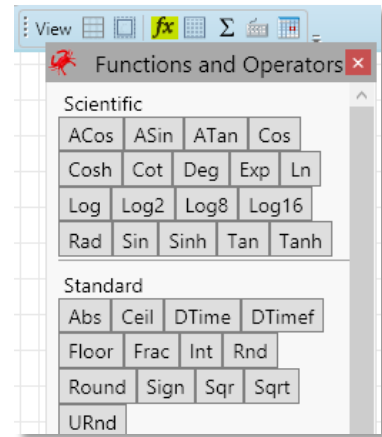 View fx Σ
Functions and Operators ×
Scientific
ACos ASin ATan Cos
Cosh Cot Deg Exp Ln
Log Log2 Log8 Log16
Rad Sin Sinh Tan Tanh
Standard
Abs Ceil DTime DTimef
Floor Frac Int Rnd
Round Sign Sqr Sqrt
URnd